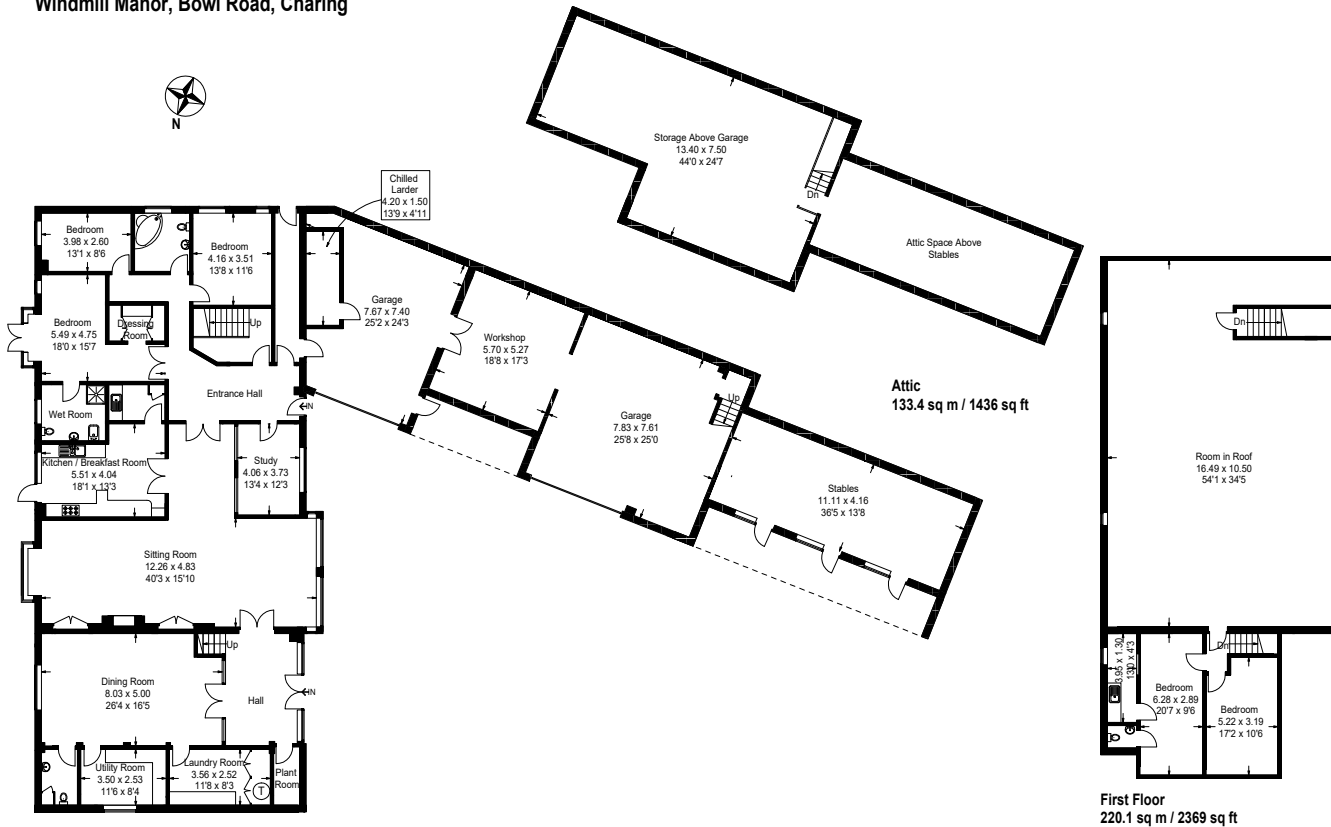 Windmill Manor, Bowl Road, Charing
N
Storage Above Garage
13.40 x 7.50
44'0 x 24'7
Dn
Attic Space Above
Stables
Attic
133.4 sq m / 1436 sq ft
Chilled
Larder
4.20 x 1.50
13'9 x 4'11
Bedroom
3.98 x 2.60
13'1 x 8'6
Bedroom
4.16 x 3.51
13'8 x 11'6
Bedroom
5.49 x 4.75
18'0 x 15'7
Dressing
Room
Up
Entrance Hall
IN
Wet Room
Kitchen / Breakfast Room
5.51 x 4.04
18'1 x 13'3
Study
4.06 x 3.73
13'4 x 12'3
Sitting Room
12.26 x 4.83
40'3 x 15'10
Up
Dining Room
8.03 x 5.00
26'4 x 16'5
Hall
IN
Utility Room
3.50 x 2.53
11'6 x 8'4
Laundry Room
3.56 x 2.52
11'8 x 8'3
T
Plant
Room
Garage
7.67 x 7.40
25'2 x 24'3
Workshop
5.70 x 5.27
18'8 x 17'3
Garage
7.83 x 7.61
25'8 x 25'0
Up
Stables
11.11 x 4.16
36'5 x 13'8
Dn
Room in Roof
16.49 x 10.50
54'1 x 34'5
Dn
3.95 x 1.30
13'0 x 4'3
Bedroom
6.28 x 2.89
20'7 x 9'6
Bedroom
5.22 x 3.19
17'2 x 10'6
First Floor
220.1 sq m / 2369 sq ft